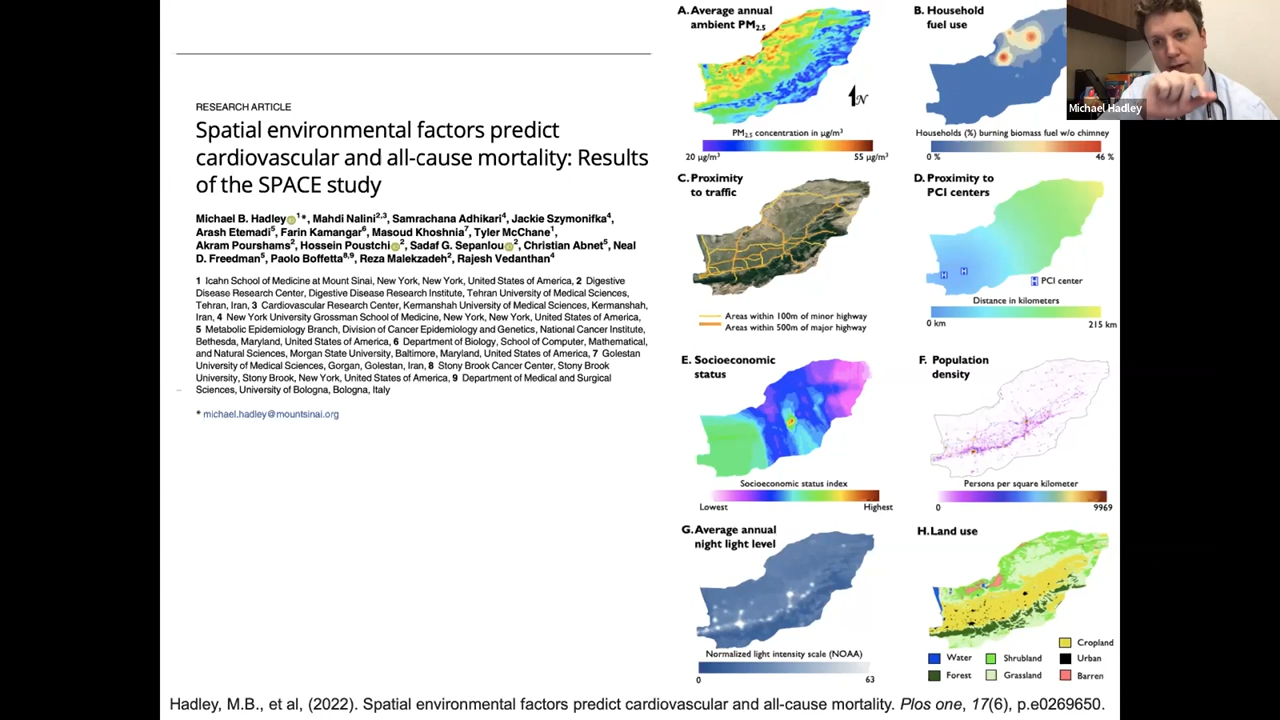 RESEARCH ARTICLE
Spatial environmental factors predict
cardiovascular and all-cause mortality: Results
of the SPACE study
Michael B. Hadley 1*, Mahdi Nalini2,3, Samrachana Adhikari4, Jackie Szymonifka4,
Arash Etemadi5, Farin Kamangar6, Masoud Khoshnia7, Tyler McChane1,
Akram Pourshams2, Hossein Poustchi 2, Sadaf G. Sepanlou 2, Christian Abnet5, Neal
D. Freedman5, Paolo Boffetta8,9, Reza Malekzadeh2, Rajesh Vedanthan4
1 Icahn School of Medicine at Mount Sinai, New York, New York, United States of America, 2 Digestive
Disease Research Center, Digestive Disease Research Institute, Tehran University of Medical Sciences,
Tehran, Iran, 3 Cardiovascular Research Center, Kermanshah University of Medical Sciences, Kermanshah,
Iran, 4 New York University Grossman School of Medicine, New York, New York, United States of America,
5 Metabolic Epidemiology Branch, Division of Cancer Epidemiology and Genetics, National Cancer Institute,
Bethesda, Maryland, United States of America, 6 Department of Biology, School of Computer, Mathematical,
and Natural Sciences, Morgan State University, Baltimore, Maryland, United States of America, 7 Golestan
University of Medical Sciences, Gorgan, Golestan, Iran, 8 Stony Brook Cancer Center, Stony Brook
University, Stony Brook, New York, United States of America, 9 Department of Medical and Surgical
Sciences, University of Bologna, Bologna, Italy
* michael.hadley@mountsinai.org
A. Average annual
ambient PM2.5
N
PM2.5 concentration in µg/m³
20 µg/m³ 55 µg/m³
B. Household
fuel use
Households (%) burning biomass fuel w/o chimney
0 % 46 %
Michael Hadley
C. Proximity
to traffic
Areas within 100m of minor highway
Areas within 500m of major highway
D. Proximity to
PCI centers
H H
H PCI center
Distance in kilometers
0 km 215 km
E. Socioeconomic
status
Socioeconomic status index
Lowest Highest
F. Population
density
Persons per square kilometer
0 9969
G. Average annual
night light level
Normalized light intensity scale (NOAA)
0 63
H. Land use
Cropland
Water Shrubland Urban
Forest Grassland Barren
Hadley, M.B., et al, (2022). Spatial environmental factors predict cardiovascular and all-cause mortality. Plos one, 17(6), p.e0269650.